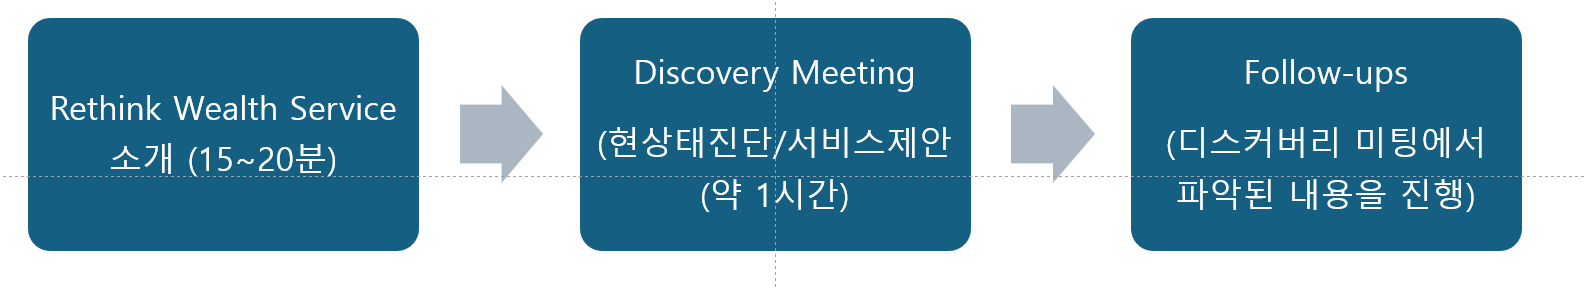 Rethink Wealth Service
소개 (15~20분)
Discovery Meeting
(현상태진단/서비스제안
(약 1시간)
Follow-ups
(디스커버리 미팅에서
파악된 내용을 진행)